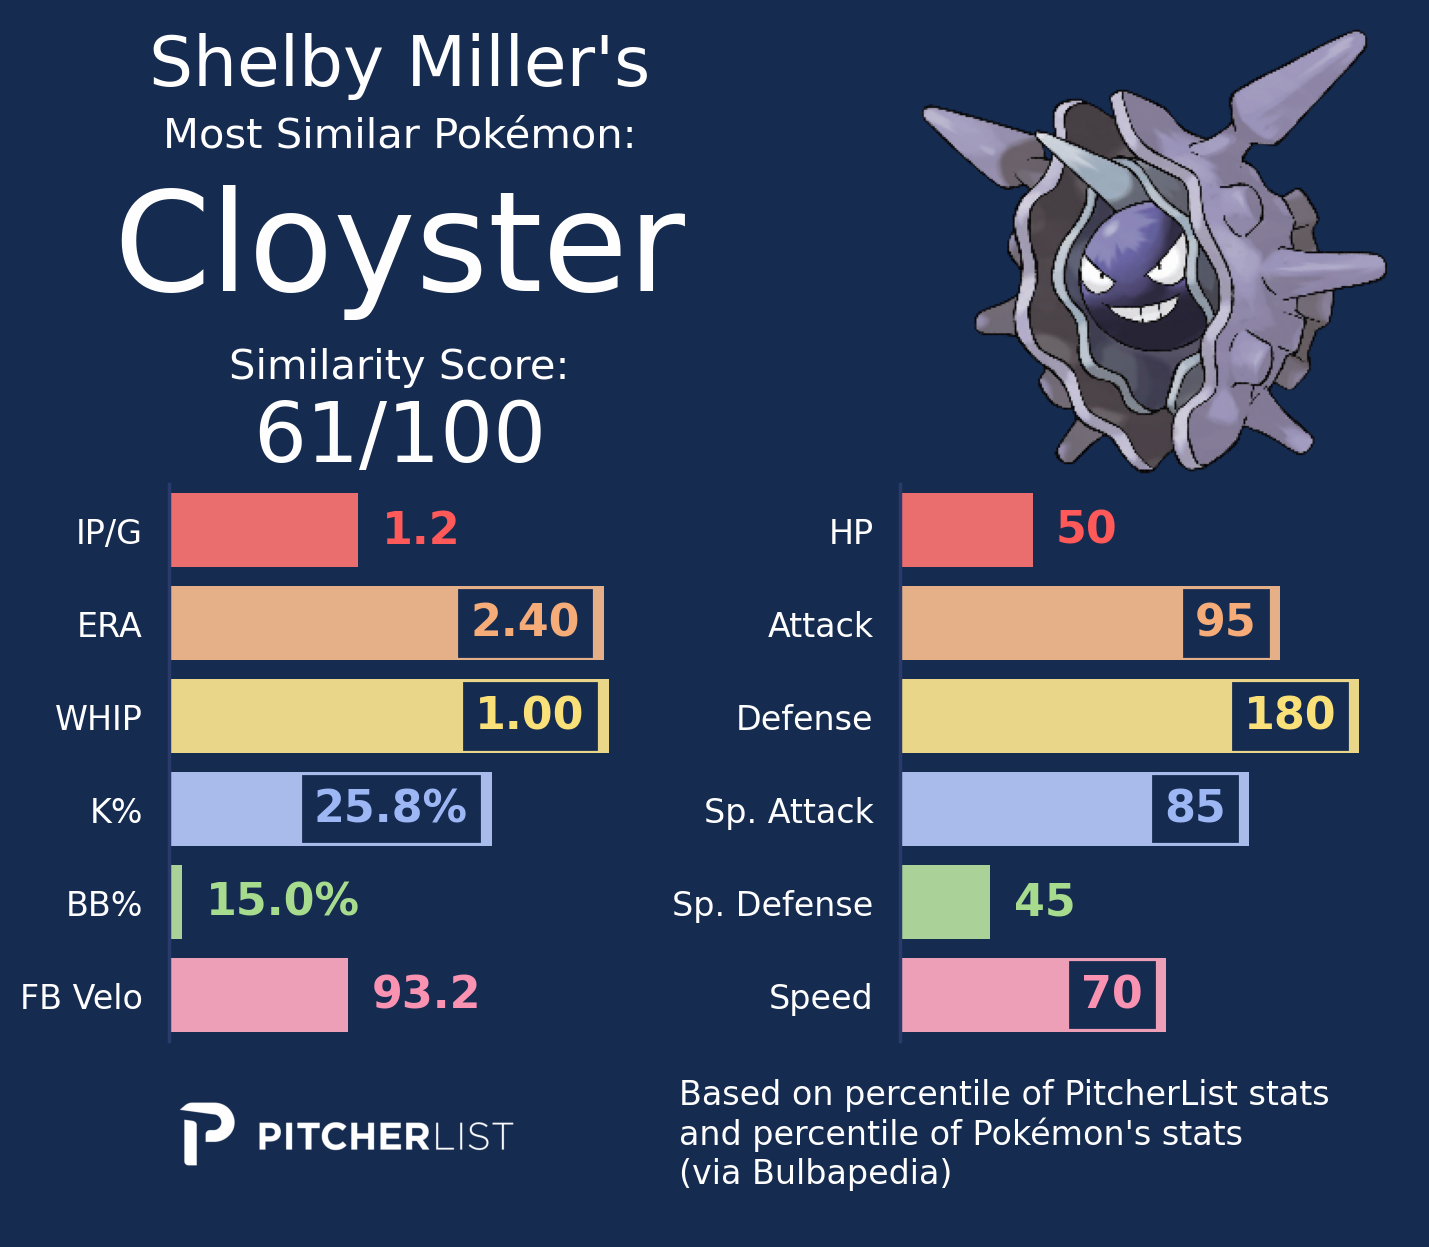 Shelby Miller's
Most Similar Pokémon:
Cloyster
Similarity Score:
61/100
IP/G 1.2
ERA 2.40
WHIP 1.00
K% 25.8%
BB% 15.0%
FB Velo 93.2
HP 50
Attack 95
Defense 180
Sp. Attack 85
Sp. Defense 45
Speed 70
PITCHERLIST
Based on percentile of PitcherList stats
and percentile of Pokémon's stats
(via Bulbapedia)